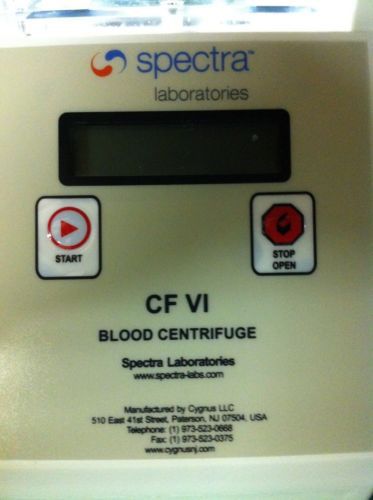 spectra™
laboratories
START
STOP
OPEN
CF VI
BLOOD CENTRIFUGE
Spectra Laboratories
www.spectra-labs.com
Manufactured by Cygnus LLC
510 East 41st Street, Paterson, NJ 07504, USA
Telephone: (1) 973-523-0668
Fax: (1) 973-523-0375
www.cygnusnj.com